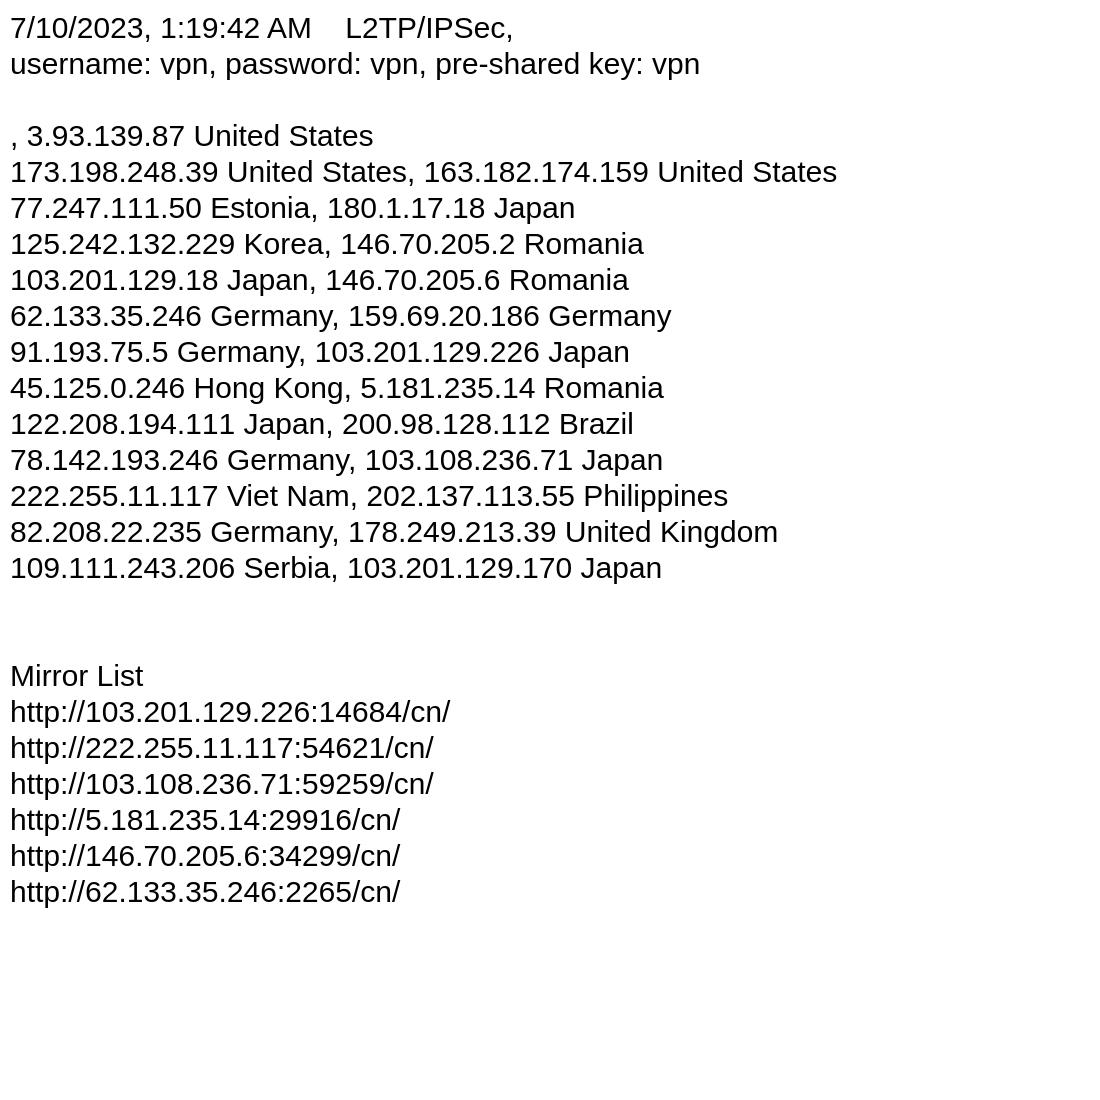 7/10/2023, 1:19:42 AM    L2TP/IPSec,
username: vpn, password: vpn, pre-shared key: vpn
, 3.93.139.87 United States
173.198.248.39 United States, 163.182.174.159 United States
77.247.111.50 Estonia, 180.1.17.18 Japan
125.242.132.229 Korea, 146.70.205.2 Romania
103.201.129.18 Japan, 146.70.205.6 Romania
62.133.35.246 Germany, 159.69.20.186 Germany
91.193.75.5 Germany, 103.201.129.226 Japan
45.125.0.246 Hong Kong, 5.181.235.14 Romania
122.208.194.111 Japan, 200.98.128.112 Brazil
78.142.193.246 Germany, 103.108.236.71 Japan
222.255.11.117 Viet Nam, 202.137.113.55 Philippines
82.208.22.235 Germany, 178.249.213.39 United Kingdom
109.111.243.206 Serbia, 103.201.129.170 Japan
Mirror List
http://103.201.129.226:14684/cn/
http://222.255.11.117:54621/cn/
http://103.108.236.71:59259/cn/
http://5.181.235.14:29916/cn/
http://146.70.205.6:34299/cn/
http://62.133.35.246:2265/cn/